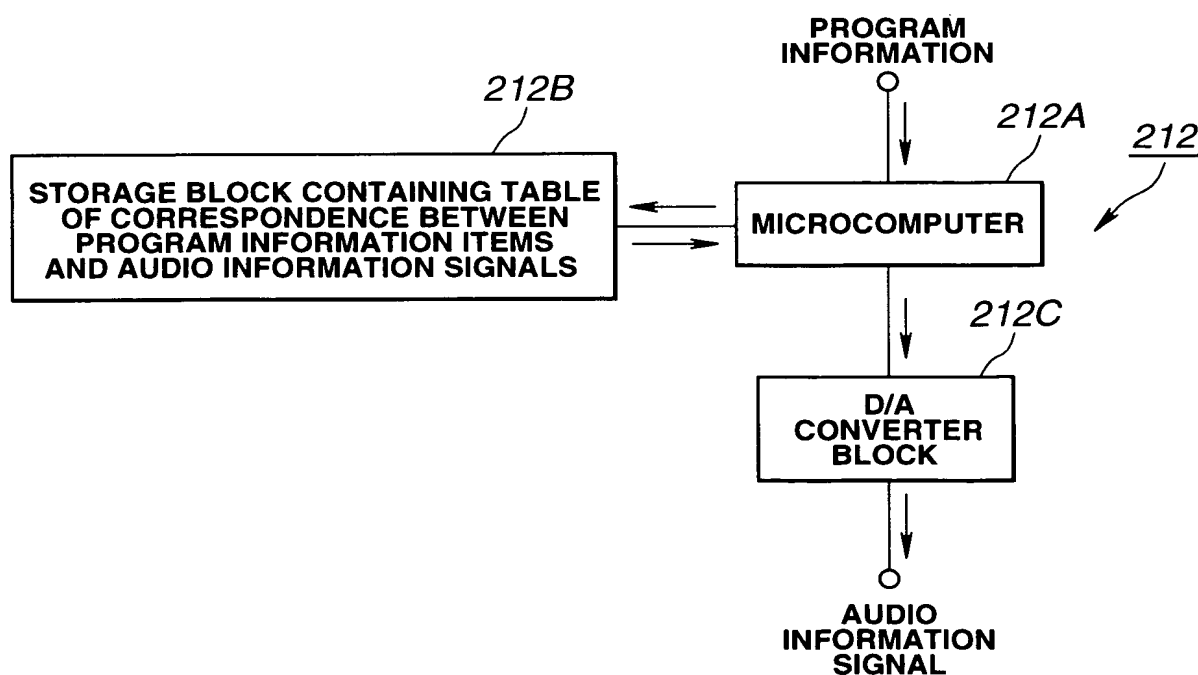 PROGRAM
INFORMATION
212B
212A
212
STORAGE BLOCK CONTAINING TABLE
OF CORRESPONDENCE BETWEEN
PROGRAM INFORMATION ITEMS
AND AUDIO INFORMATION SIGNALS
MICROCOMPUTER
212C
D/A
CONVERTER
BLOCK
AUDIO
INFORMATION
SIGNAL